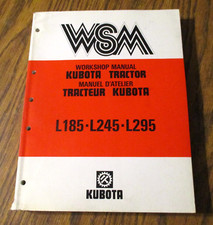 WSM
WORKSHOP MANUAL
KUBOTA TRACTOR
MANUEL D'ATELIER
TRACTEUR KUBOTA
L185·L245·L295
KUBOTA